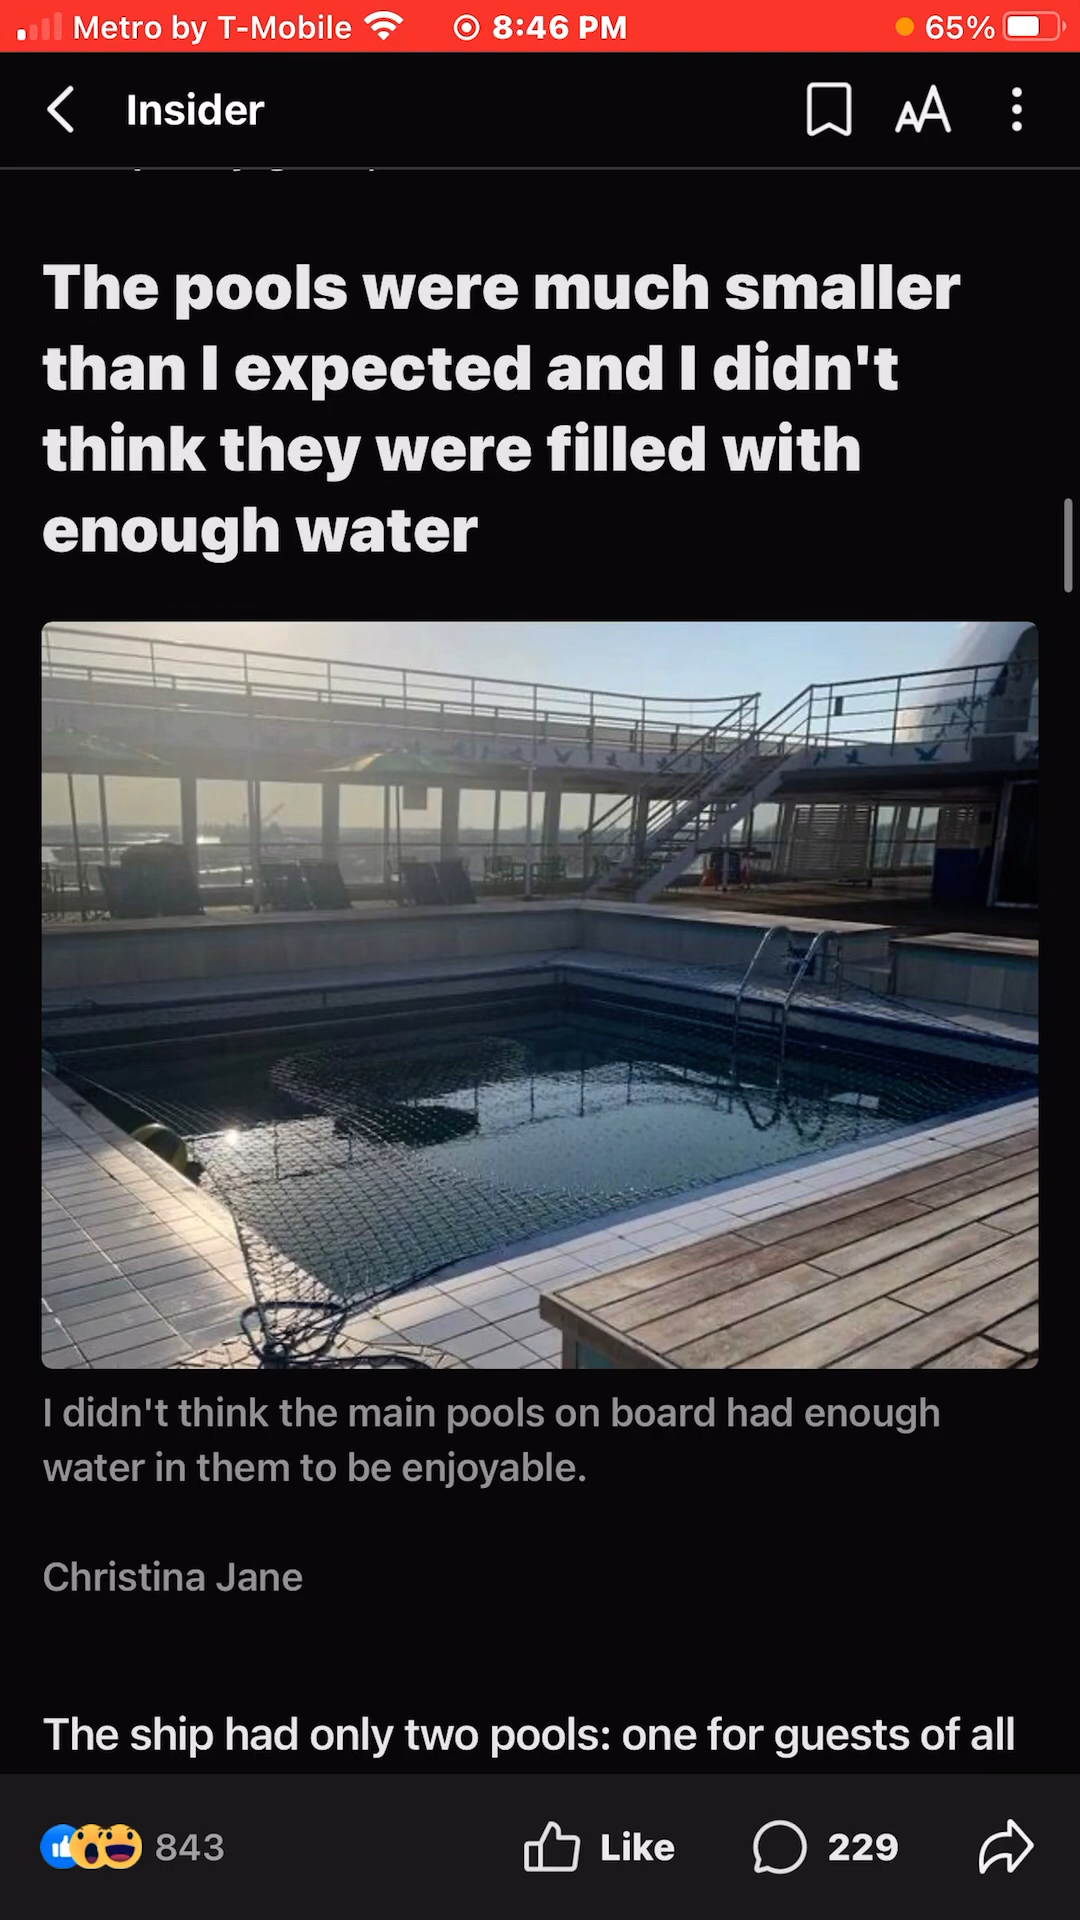 Metro by T-Mobile 8:46 PM 65%
Insider AA
The pools were much smaller
than I expected and I didn't
think they were filled with
enough water
I didn't think the main pools on board had enough
water in them to be enjoyable.
Christina Jane
The ship had only two pools: one for guests of all
843 Like 229